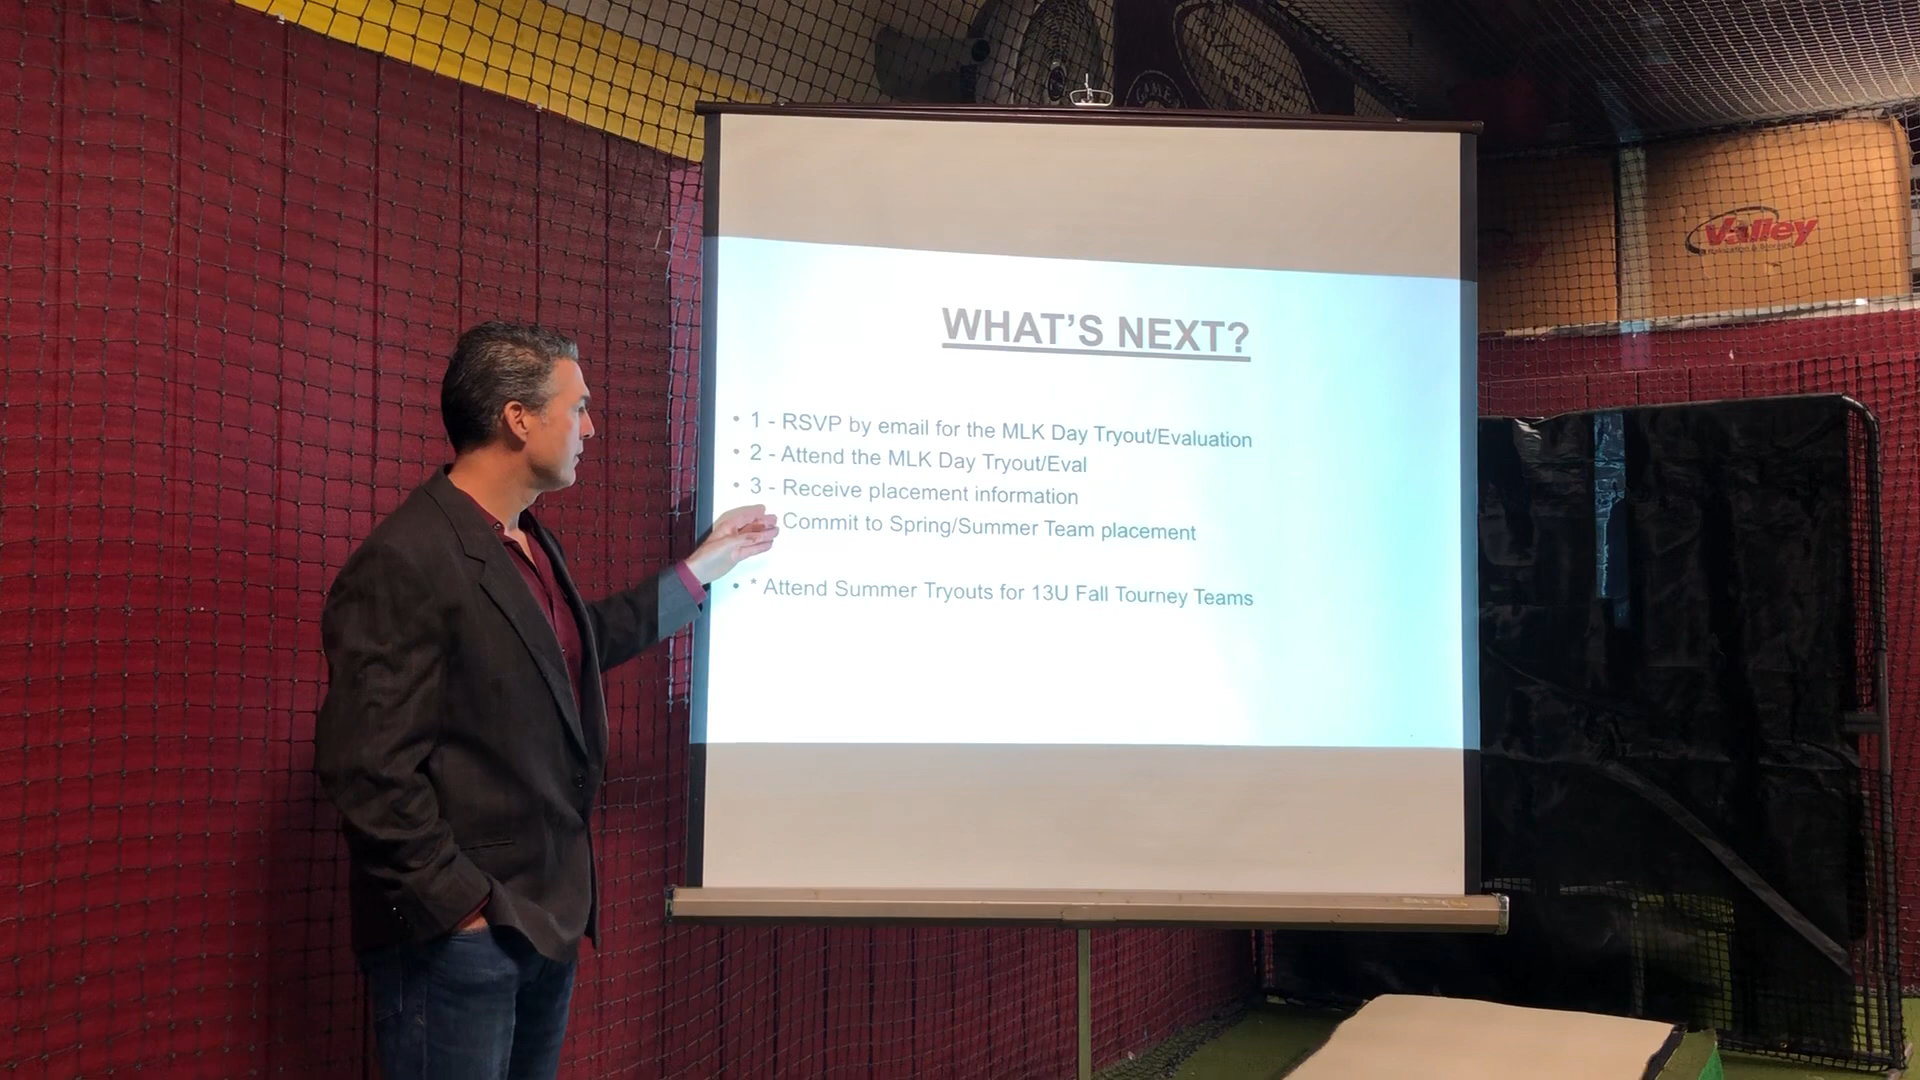 WHAT'S NEXT?
• 1 - RSVP by email for the MLK Day Tryout/Evaluation
• 2 - Attend the MLK Day Tryout/Eval
• 3 - Receive placement information
Commit to Spring/Summer Team placement
• * Attend Summer Tryouts for 13U Fall Tourney Teams
Valley